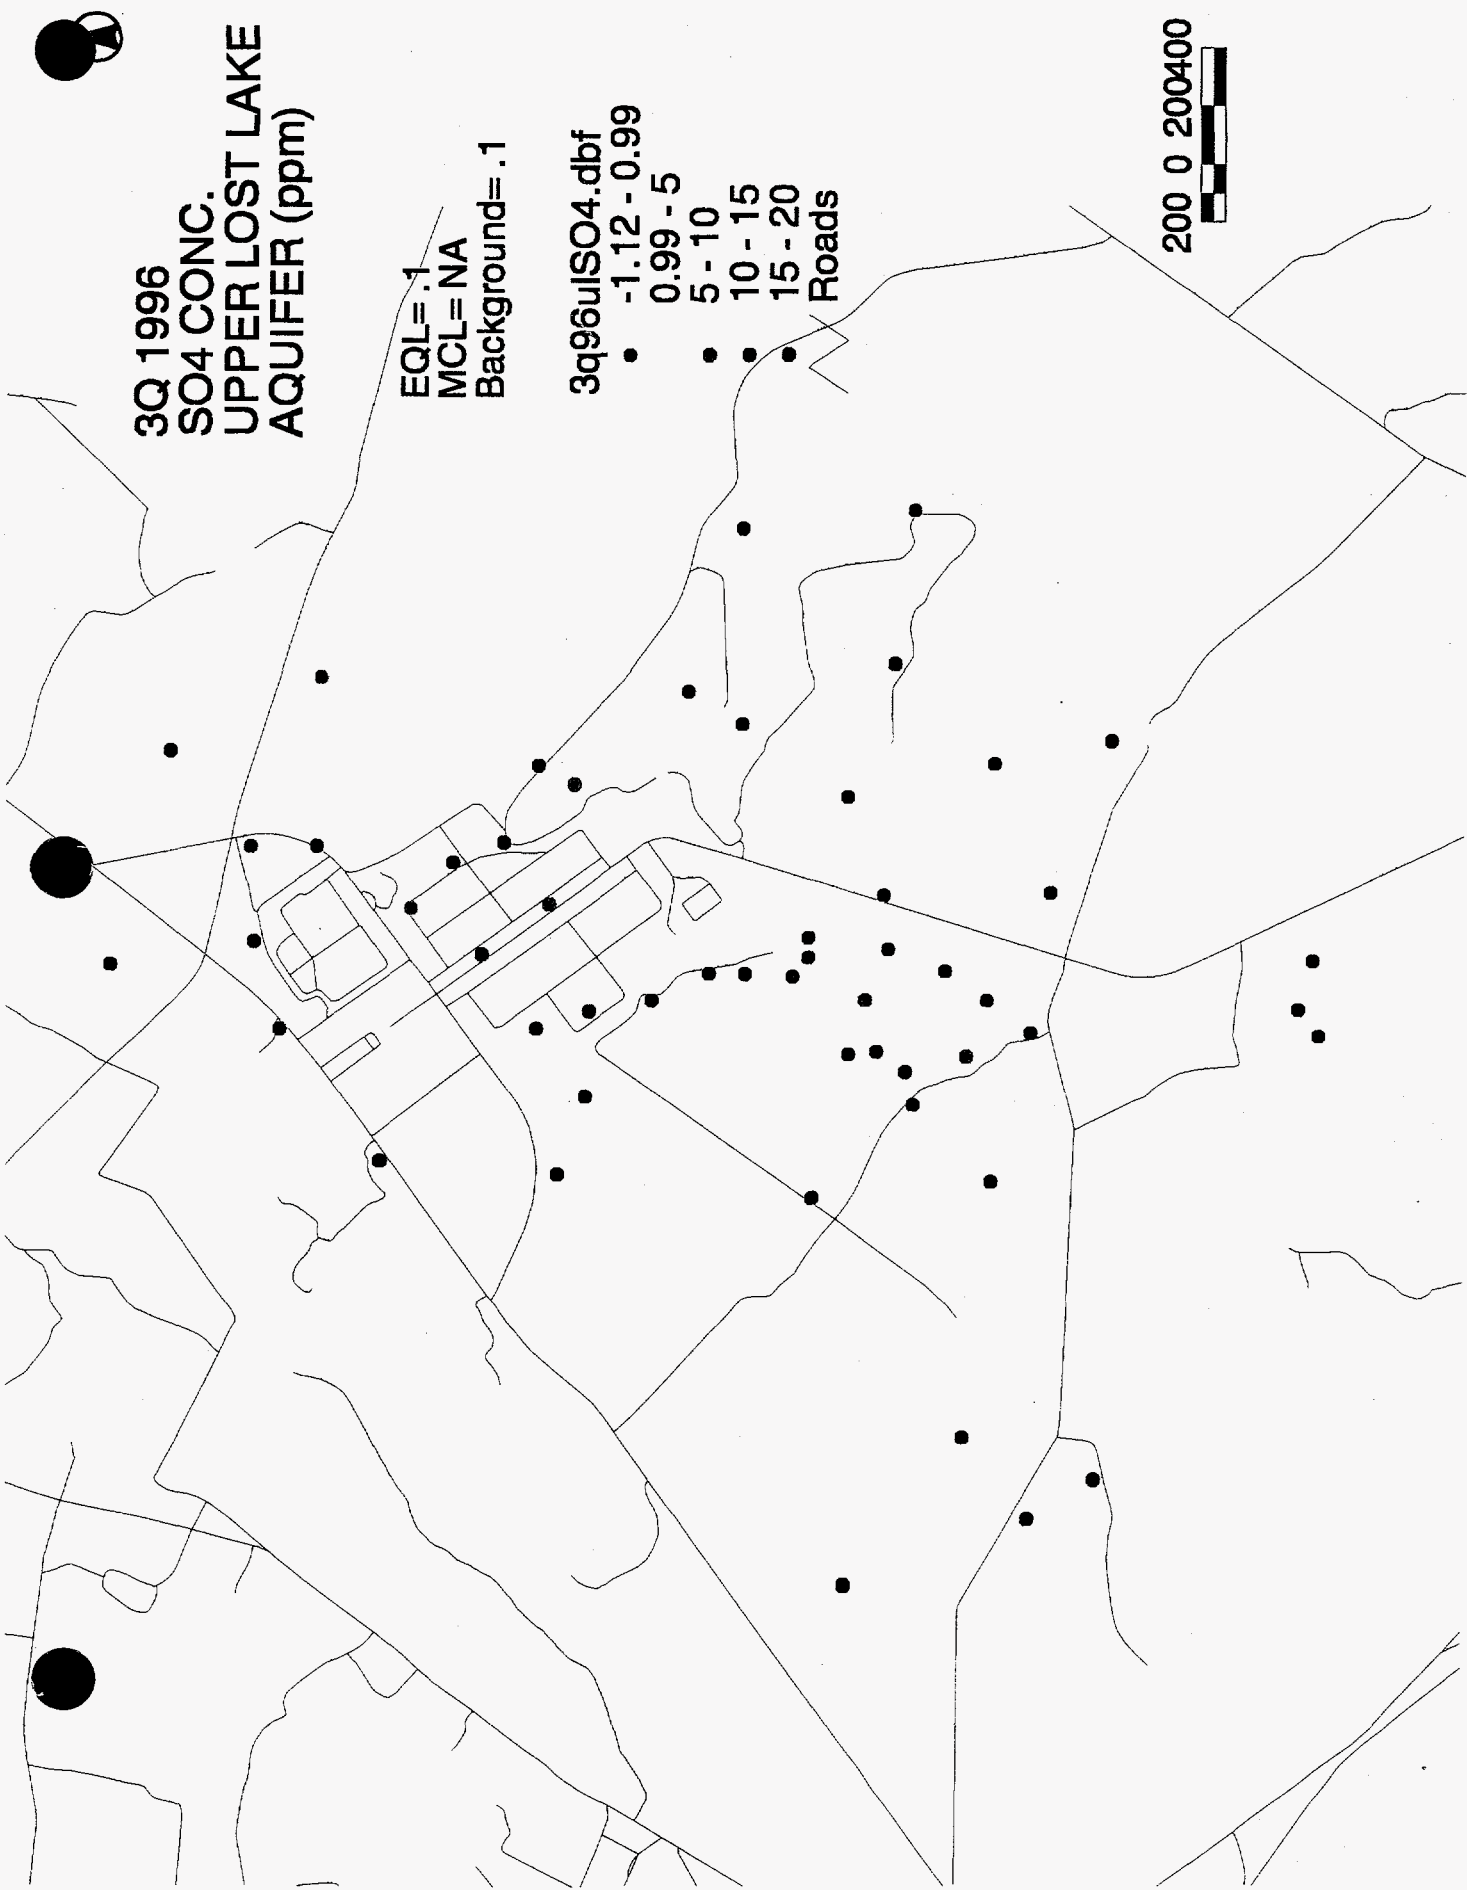 3Q 1996
SO4 CONC.
UPPER LOST LAKE
AQUIFER (ppm)
EQL= .1
MCL= NA
Background= .1
3q96ulSO4.dbf
-1.12 - 0.99
0.99 - 5
5 - 10
10 - 15
15 - 20
Roads
200 0 200400